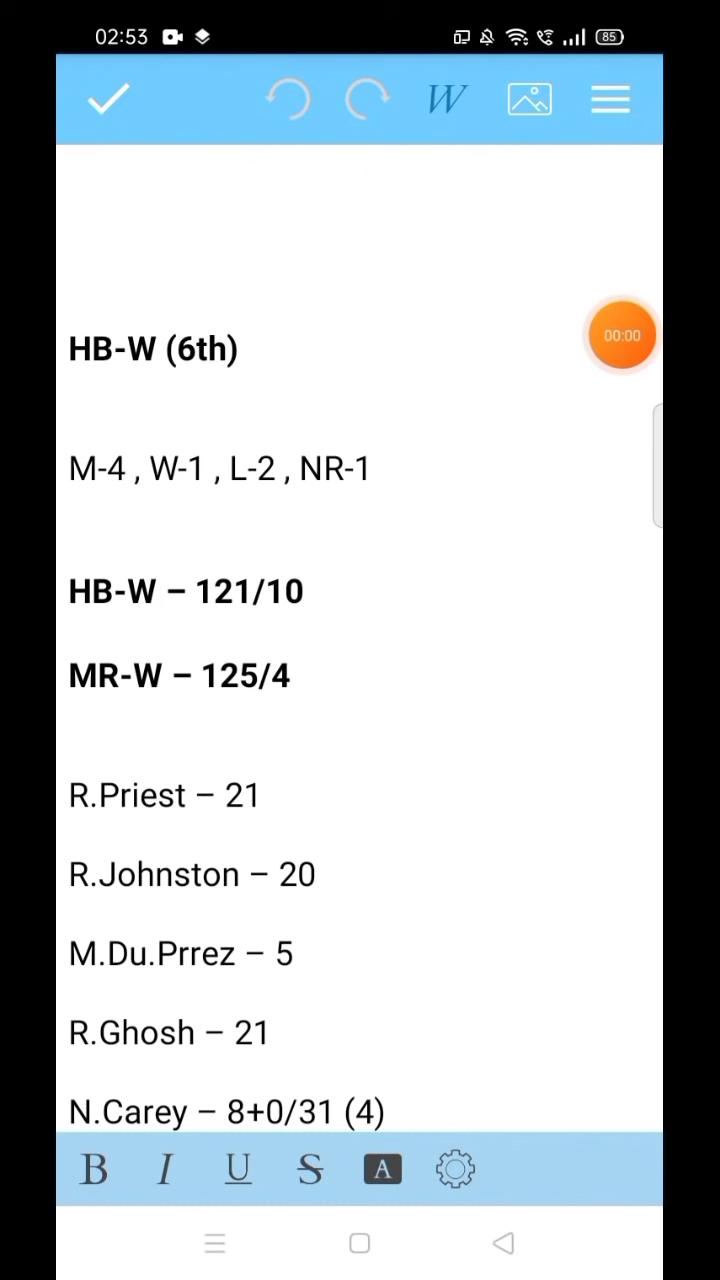 02:53
85
W
00:00
HB-W (6th)
M-4 , W-1 , L-2 , NR-1
HB-W – 121/10
MR-W – 125/4
R.Priest – 21
R.Johnston – 20
M.Du.Prrez – 5
R.Ghosh – 21
N.Carey – 8+0/31 (4)
B I U S A